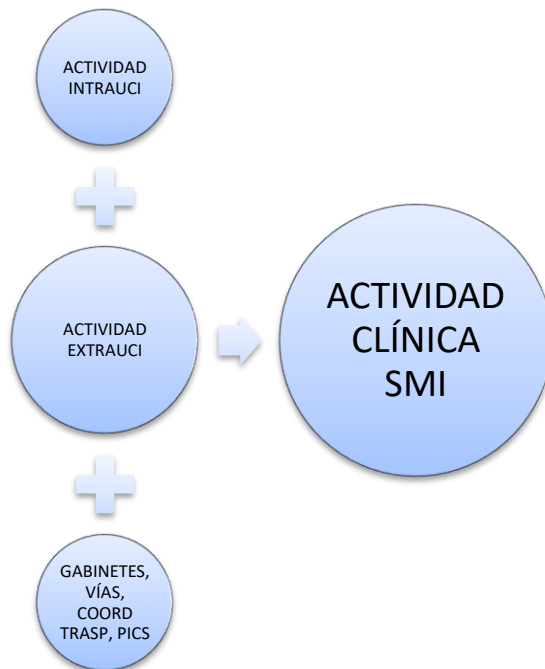 ACTIVIDAD
INTRAUCI
ACTIVIDAD
EXTRAUCI
ACTIVIDAD
CLÍNICA
SMI
GABINETES,
VÍAS,
COORD
TRASP, PICS